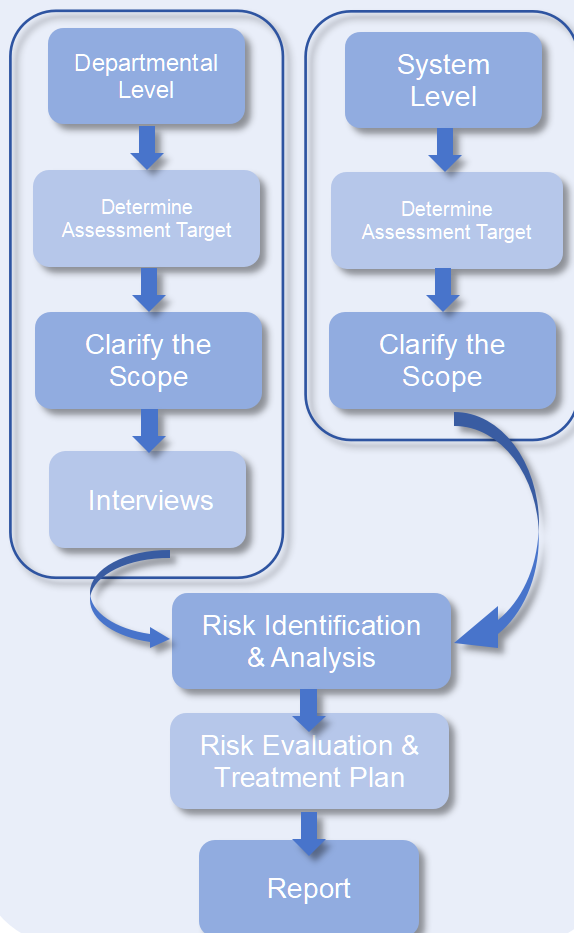 Departmental
Level
Determine
Assessment Target
Clarify the
Scope
Interviews
System
Level
Determine
Assessment Target
Clarify the
Scope
Risk Identification
& Analysis
Risk Evaluation &
Treatment Plan
Report